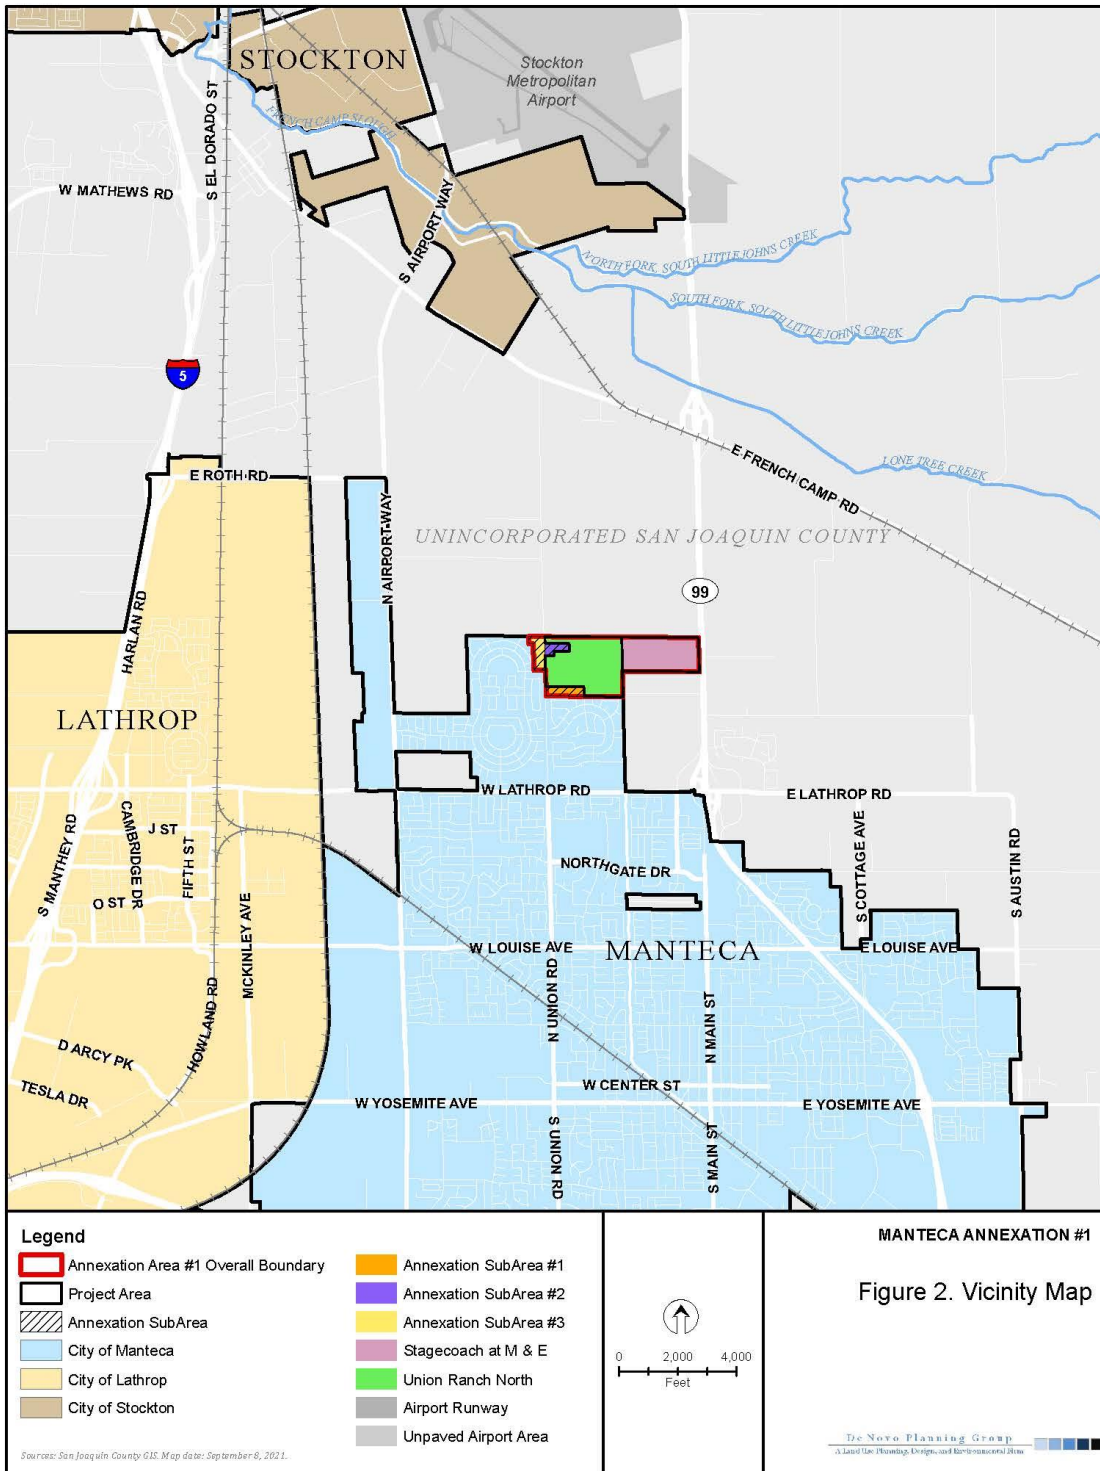 STOCKTON
Stockton
Metropolitan
Airport
S EL DORADO ST
FRENCH CAMP SLOUGH
W MATHEWS RD
S AIRPORT WAY
NORTH FORK, SOUTH LITTLEJOHNS CREEK
SOUTH FORK, SOUTH LITTLEJOHNS CREEK
5
E FRENCH CAMP RD
LONE TREE CREEK
E ROTH RD
N AIRPORT WAY
UNINCORPORATED SAN JOAQUIN COUNTY
99
HARLAN RD
LATHROP
W LATHROP RD
E LATHROP RD
S MANTHEY RD
CAMBRIDGE DR
J ST
FIFTH ST
O ST
MCKINLEY AVE
NORTHGATE DR
S COTTAGE AVE
S AUSTIN RD
W LOUISE AVE
MANTECA
E LOUISE AVE
HOWLAND RD
N UNION RD
N MAIN ST
D ARCY PK
TESLA DR
W CENTER ST
W YOSEMITE AVE
E YOSEMITE AVE
S UNION RD
S MAIN ST
Legend
Annexation Area #1 Overall Boundary
Project Area
Annexation SubArea
City of Manteca
City of Lathrop
City of Stockton
Annexation SubArea #1
Annexation SubArea #2
Annexation SubArea #3
Stagecoach at M & E
Union Ranch North
Airport Runway
Unpaved Airport Area
Sources: San Joaquin County GIS. Map date: September 8, 2021.
0 2,000 4,000
Feet
MANTECA ANNEXATION #1
Figure 2. Vicinity Map
De Novo Planning Group
A Land Use Planning, Design, and Environmental Firm